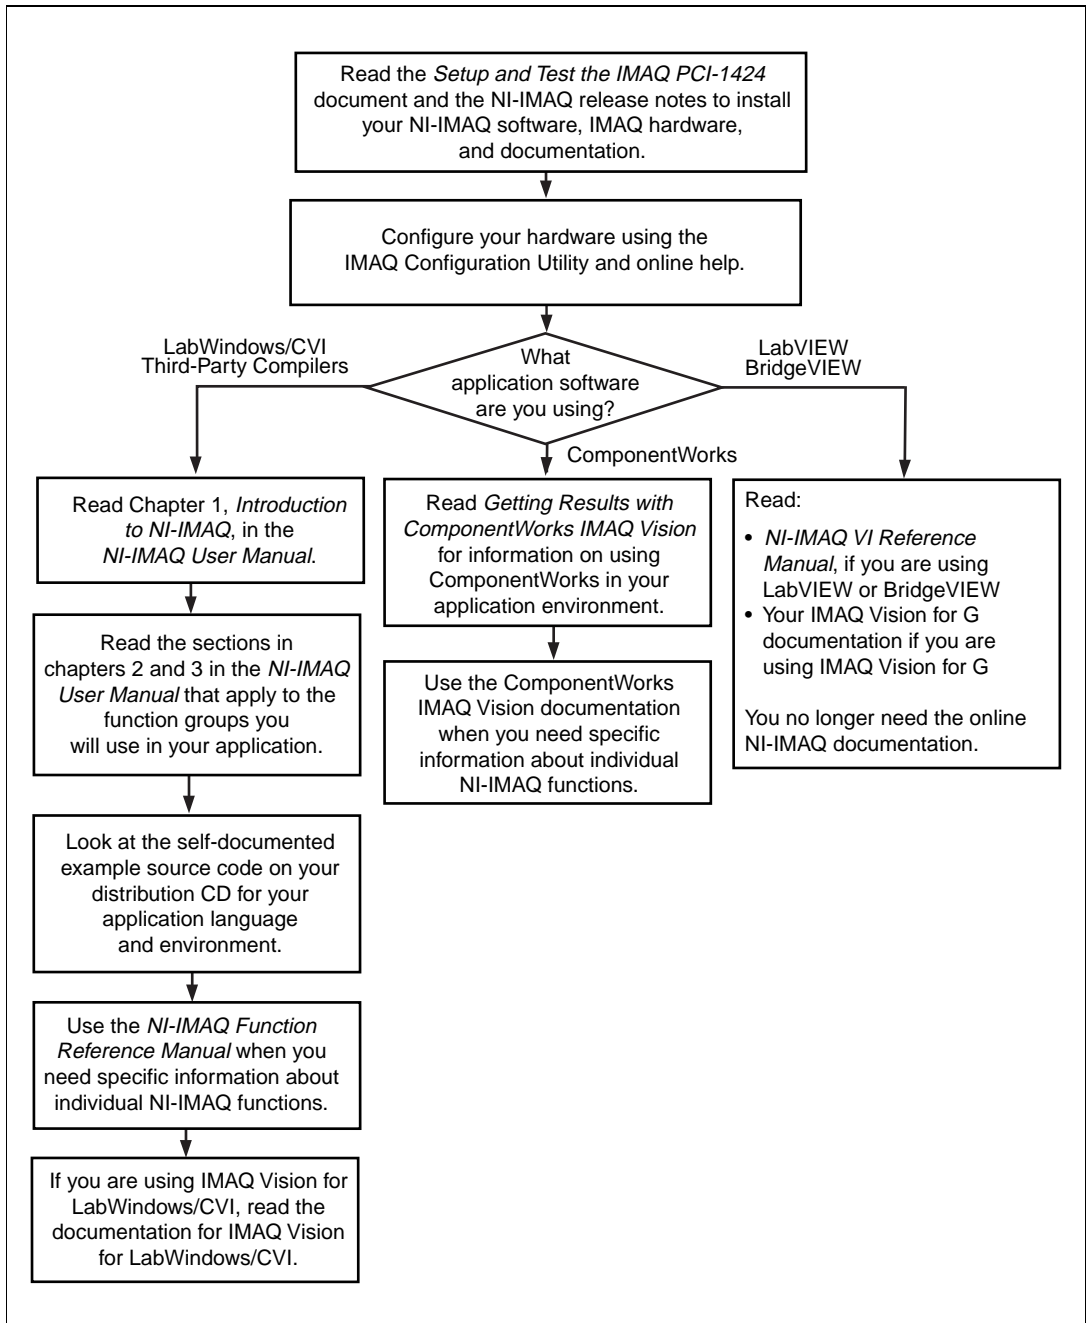 Read the Setup and Test the IMAQ PCI-1424
document and the NI-IMAQ release notes to install
your NI-IMAQ software, IMAQ hardware,
and documentation.
Configure your hardware using the
IMAQ Configuration Utility and online help.
What
application software
are you using?
LabWindows/CVI
Third-Party Compilers
LabVIEW
BridgeVIEW
ComponentWorks
Read Chapter 1, Introduction
to NI-IMAQ, in the
NI-IMAQ User Manual.
Read the sections in
chapters 2 and 3 in the NI-IMAQ
User Manual that apply to the
function groups you
will use in your application.
Look at the self-documented
example source code on your
distribution CD for your
application language
and environment.
Use the NI-IMAQ Function
Reference Manual when you
need specific information about
individual NI-IMAQ functions.
If you are using IMAQ Vision for
LabWindows/CVI, read the
documentation for IMAQ Vision
for LabWindows/CVI.
Read Getting Results with
ComponentWorks IMAQ Vision
for information on using
ComponentWorks in your
application environment.
Use the ComponentWorks
IMAQ Vision documentation
when you need specific
information about individual
NI-IMAQ functions.
Read:
• NI-IMAQ VI Reference
Manual, if you are using
LabVIEW or BridgeVIEW
• Your IMAQ Vision for G
documentation if you are
using IMAQ Vision for G
You no longer need the online
NI-IMAQ documentation.